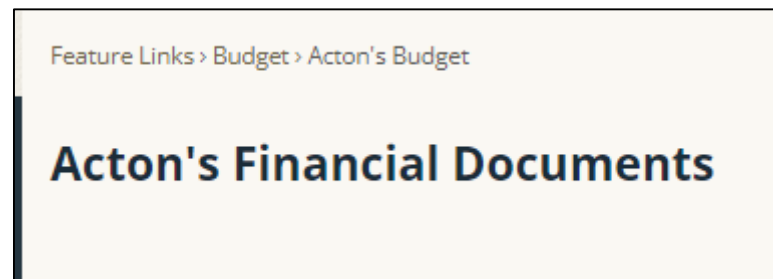 Feature Links › Budget › Acton's Budget
Acton's Financial Documents